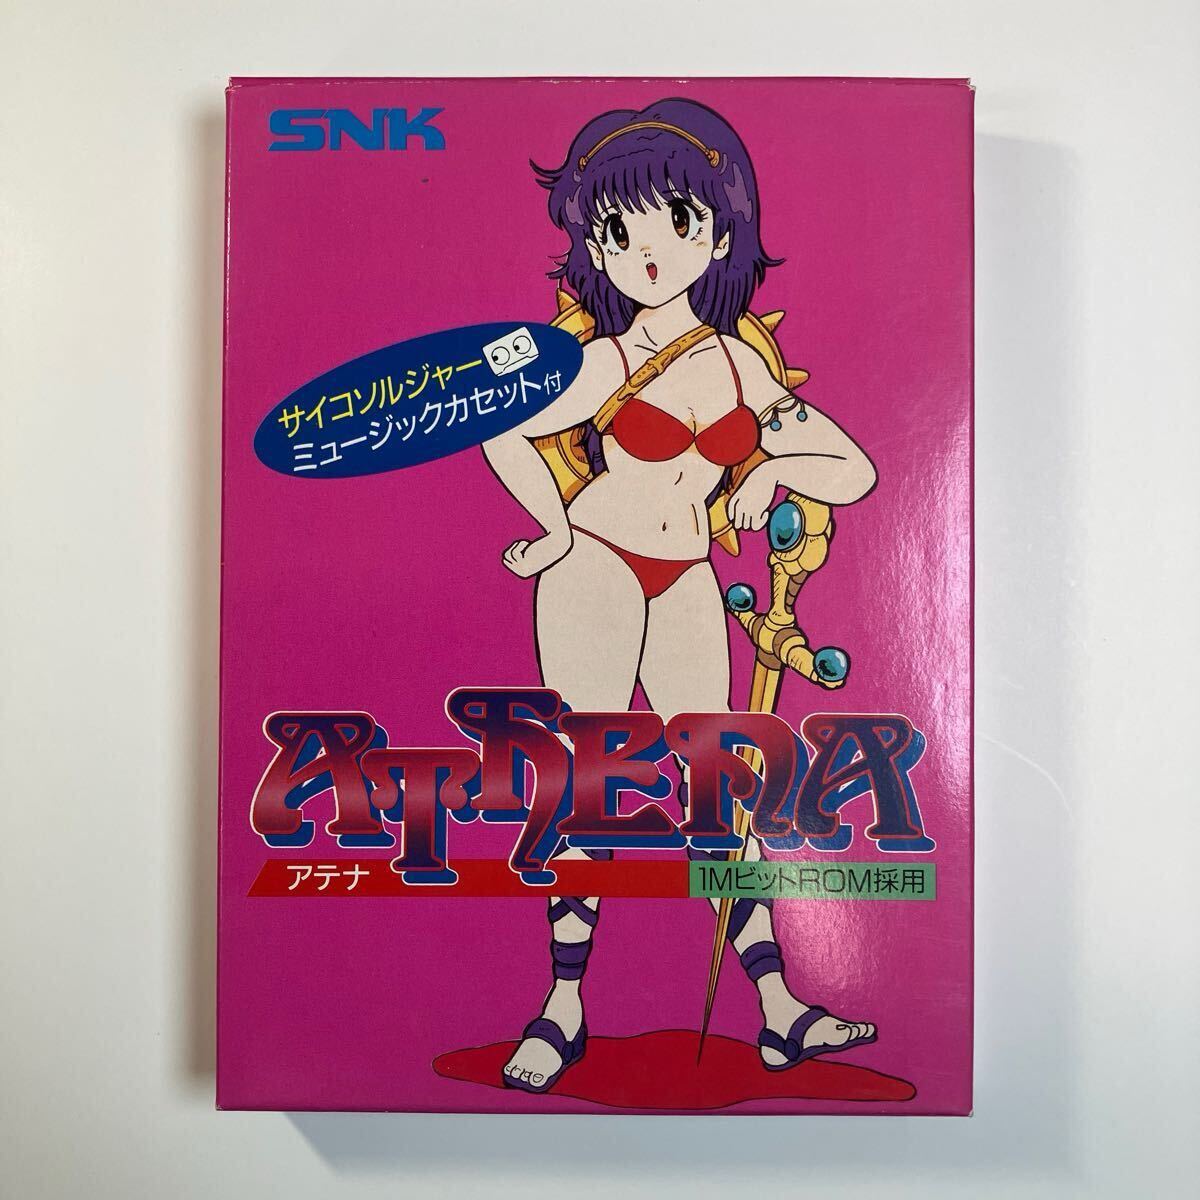 SNK
サイコソルジャー
ミュージックカセット付
ATHENA
アテナ
1MビットROM採用